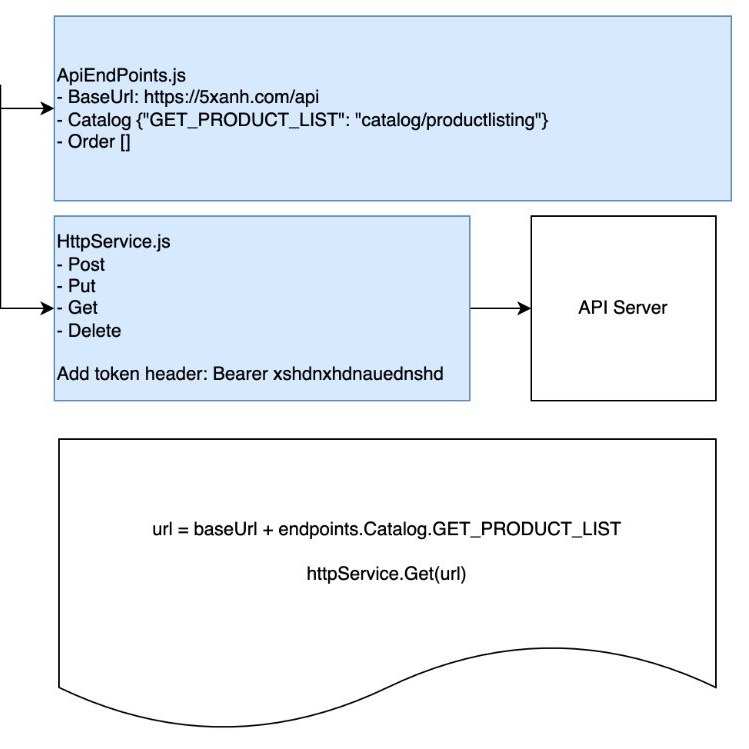 ApiEndPoints.js
- BaseUrl: https://5xanh.com/api
- Catalog {"GET_PRODUCT_LIST": "catalog/productlisting"}
- Order []
HttpService.js
- Post
- Put
- Get
- Delete
Add token header: Bearer xshdnxhdnauednshd
API Server
url = baseUrl + endpoints.Catalog.GET_PRODUCT_LIST
httpService.Get(url)